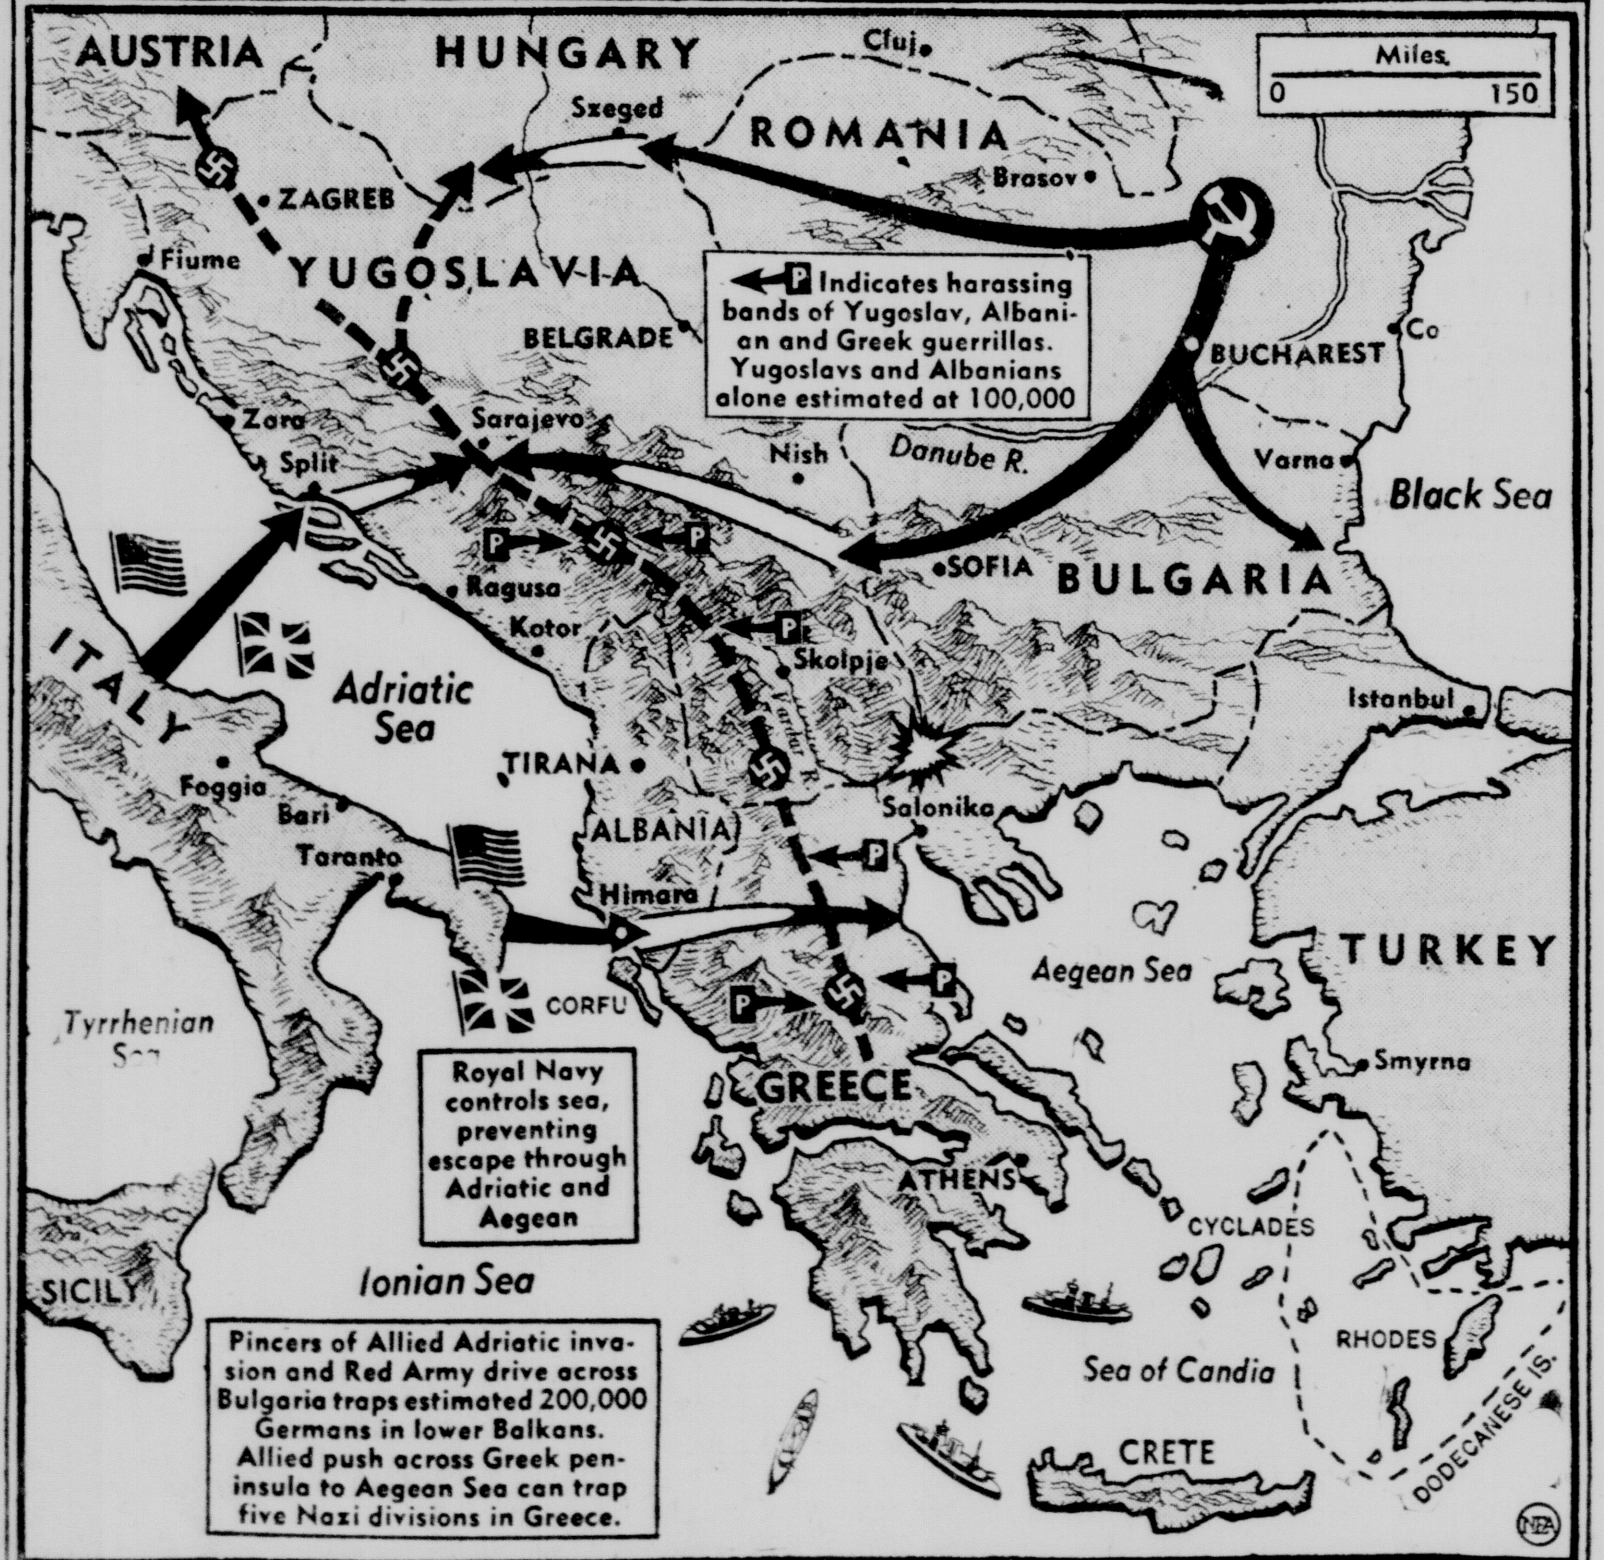 AUSTRIA
HUNGARY
Cluj
Miles
0 150
Szeged
ROMANIA
Brasov
ZAGREB
Fiume
YUGOSLAVIA
P Indicates harassing
bands of Yugoslav, Albani-
an and Greek guerrillas.
Yugoslavs and Albanians
alone estimated at 100,000
BELGRADE
Co
BUCHAREST
Zara
Sarajevo
Split
Nish
Danube R.
Varna
Black Sea
P
P
SOFIA
BULGARIA
Ragusa
Kotor
P
Skolpje
ITALY
Adriatic
Sea
Vardar R
Istanbul
TIRANA
Foggia
Bari
Salonika
ALBANIA
Taranto
P
Himara
TURKEY
Aegean Sea
P
P
CORFU
Tyrrhenian
Smyrna
Royal Navy
controls sea,
preventing
escape through
Adriatic and
Aegean
GREECE
ATHENS
CYCLADES
SICILY
Ionian Sea
RHODES
Pincers of Allied Adriatic inva-
sion and Red Army drive across
Bulgaria traps estimated 200,000
Germans in lower Balkans.
Allied push across Greek pen-
insula to Aegean Sea can trap
five Nazi divisions in Greece.
Sea of Candia
DODECANESE IS.
CRETE
NEA